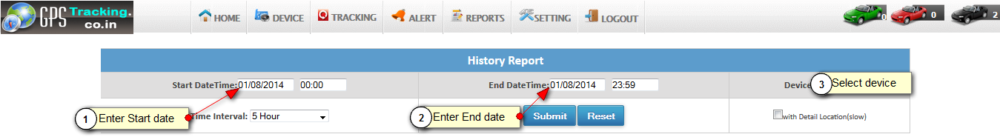 GPS Tracking.
co.in
HOME DEVICE TRACKING ALERT REPORTS SETTING LOGOUT 0 0 2
History Report
Start DateTime: 01/08/2014 00:00 End DateTime: 01/08/2014 23:59 Device 3 Select device
1 Enter Start date Time Interval: 5 Hour 2 Enter End date Submit Reset with Detail Location(slow)